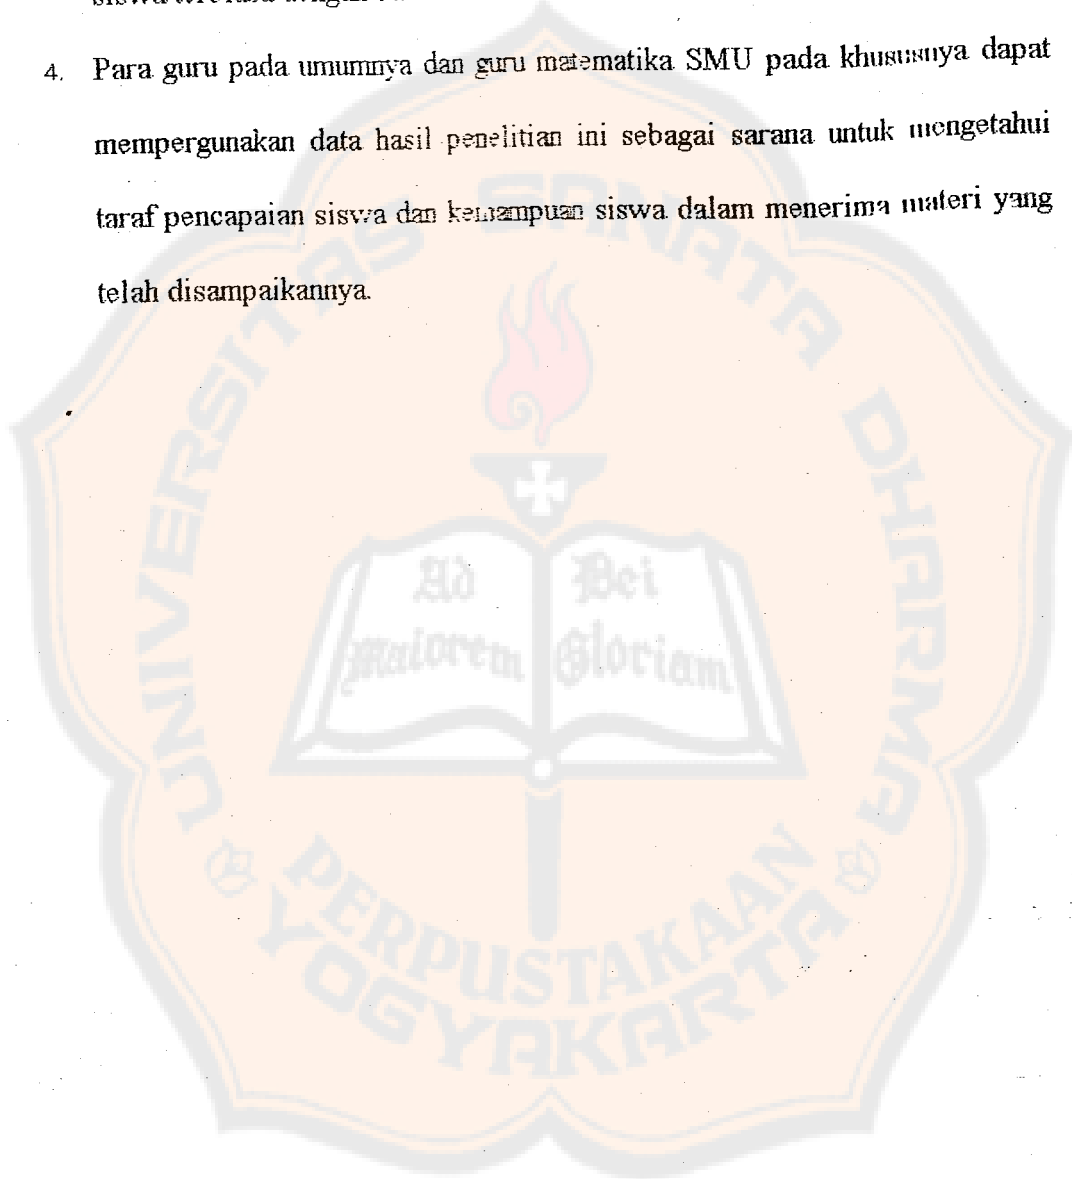 4. Para guru pada umumnya dan guru matematika SMU pada khususnya dapat
mempergunakan data hasil penelitian ini sebagai sarana untuk mengetahui
taraf pencapaian siswa dan kemampuan siswa dalam menerima materi yang
telah disampaikannya.
UNIVERSITAS SANATA DHARMA
Ad Dei
Maiorem Gloriam
PERPUSTAKAAN
YOGYAKARTA